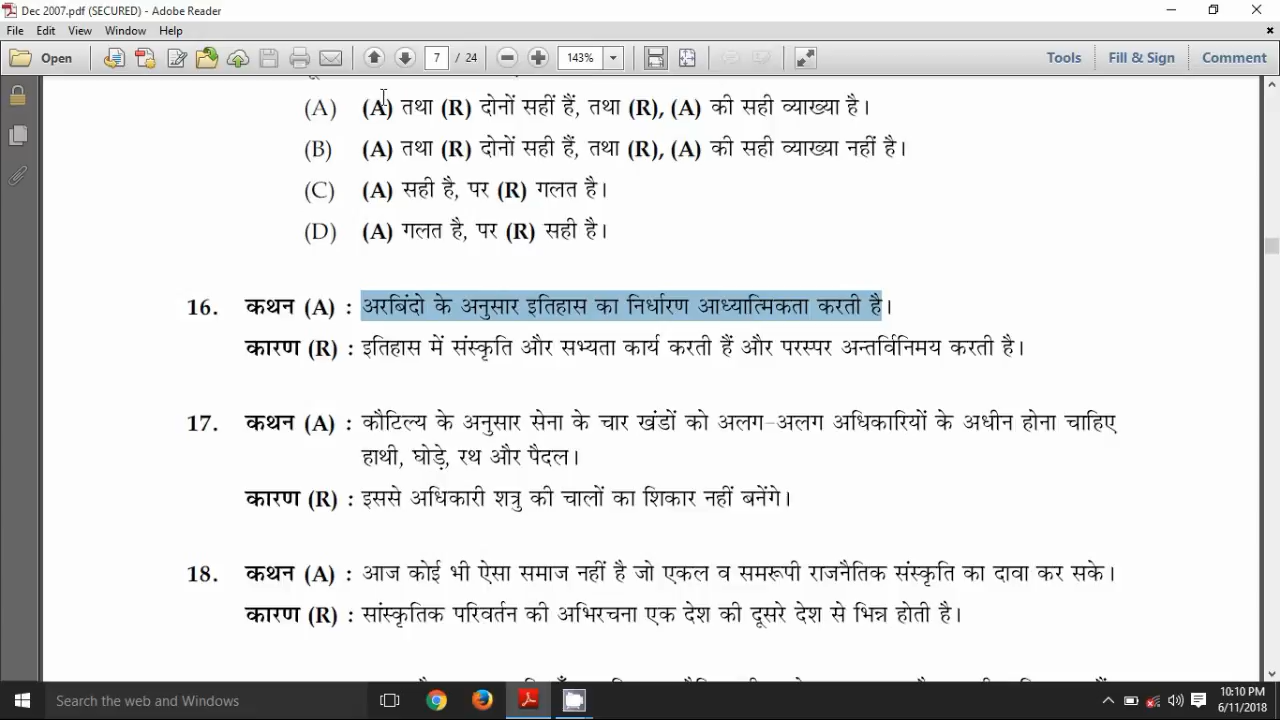 Dec 2007.pdf (SECURED) - Adobe Reader
File Edit View Window Help
Open 7 / 24 143% Tools Fill & Sign Comment
(A) (A) तथा (R) दोनों सहीं हैं, तथा (R), (A) की सही व्याख्या है।
(B) (A) तथा (R) दोनों सही हैं, तथा (R), (A) की सही व्याख्या नहीं है।
(C) (A) सही है, पर (R) गलत है।
(D) (A) गलत है, पर (R) सही है।
16. कथन (A) : अरबिंदो के अनुसार इतिहास का निर्धारण आध्यात्मिकता करती है।
कारण (R) : इतिहास में संस्कृति और सभ्यता कार्य करती हैं और परस्पर अन्तर्विनिमय करती है।
17. कथन (A) : कौटिल्य के अनुसार सेना के चार खंडों को अलग-अलग अधिकारियों के अधीन होना चाहिए
हाथी, घोड़े, रथ और पैदल।
कारण (R) : इससे अधिकारी शत्रु की चालों का शिकार नहीं बनेंगे।
18. कथन (A) : आज कोई भी ऐसा समाज नहीं है जो एकल व समरूपी राजनैतिक संस्कृति का दावा कर सके।
कारण (R) : सांस्कृतिक परिवर्तन की अभिरचना एक देश की दूसरे देश से भिन्न होती है।
Search the web and Windows
10:10 PM
6/11/2018